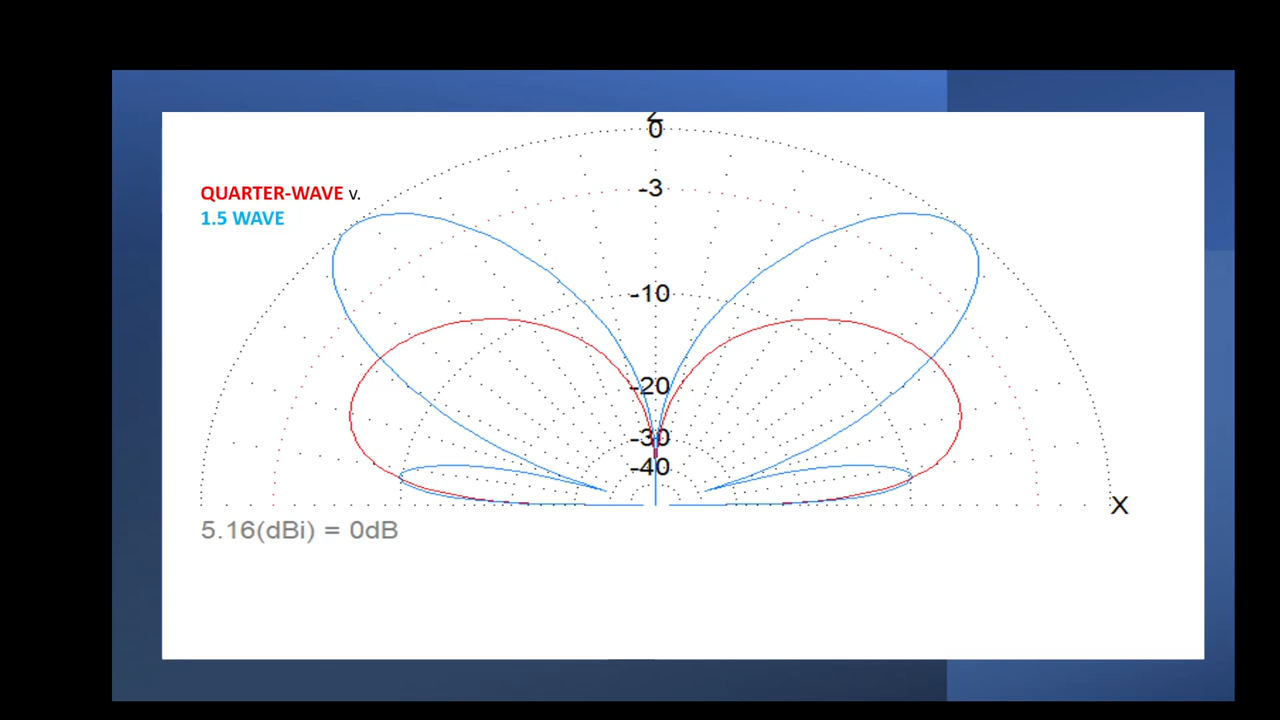 Z
0
-3
QUARTER-WAVE v.
1.5 WAVE
-10
-20
-30
-40
X
5.16(dBi) = 0dB